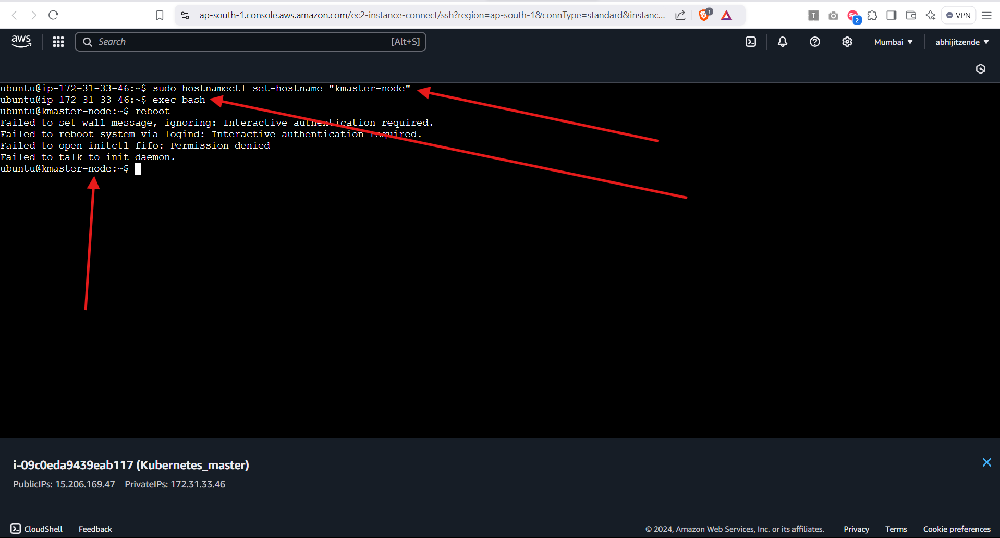 ap-south-1.console.aws.amazon.com/ec2-instance-connect/ssh?region=ap-south-1&connType=standard&instanc...
1
T
2
VPN
aws
Search
[Alt+S]
Mumbai
abhijitzende
ubuntu@ip-172-31-33-46:~$ sudo hostnamectl set-hostname "kmaster-node"
ubuntu@ip-172-31-33-46:~$ exec bash
ubuntu@kmaster-node:~$ reboot
Failed to set wall message, ignoring: Interactive authentication required.
Failed to reboot system via logind: Interactive authentication required.
Failed to open initctl fifo: Permission denied
Failed to talk to init daemon.
ubuntu@kmaster-node:~$
i-09c0eda9439eab117 (Kubernetes_master)
PublicIPs: 15.206.169.47 PrivateIPs: 172.31.33.46
CloudShell Feedback © 2024, Amazon Web Services, Inc. or its affiliates. Privacy Terms Cookie preferences